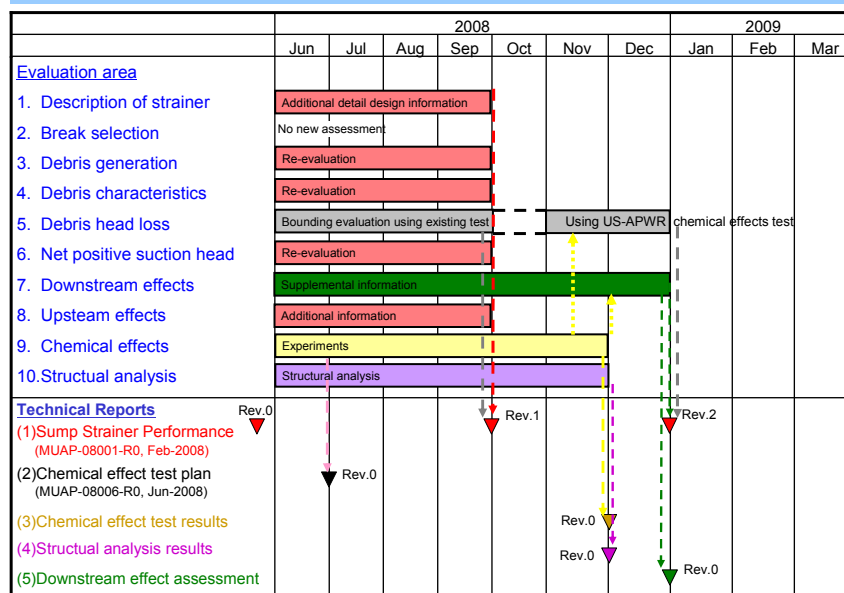 2008 2009
Jun Jul Aug Sep Oct Nov Dec Jan Feb Mar
Evaluation area
1. Description of strainer Additional detail design information
2. Break selection No new assessment
3. Debris generation Re-evaluation
4. Debris characteristics Re-evaluation
5. Debris head loss Bounding evaluation using existing test Using US-APWR chemical effects test
6. Net positive suction head Re-evaluation
7. Downstream effects Supplemental information
8. Upsteam effects Additional information
9. Chemical effects Experiments
10.Structual analysis Structural analysis
Technical Reports Rev.0 Rev.1 Rev.2
(1)Sump Strainer Performance
(MUAP-08001-R0, Feb-2008)
(2)Chemical effect test plan Rev.0
(MUAP-08006-R0, Jun-2008)
(3)Chemical effect test results Rev.0
(4)Structual analysis results Rev.0
(5)Downstream effect assessment Rev.0